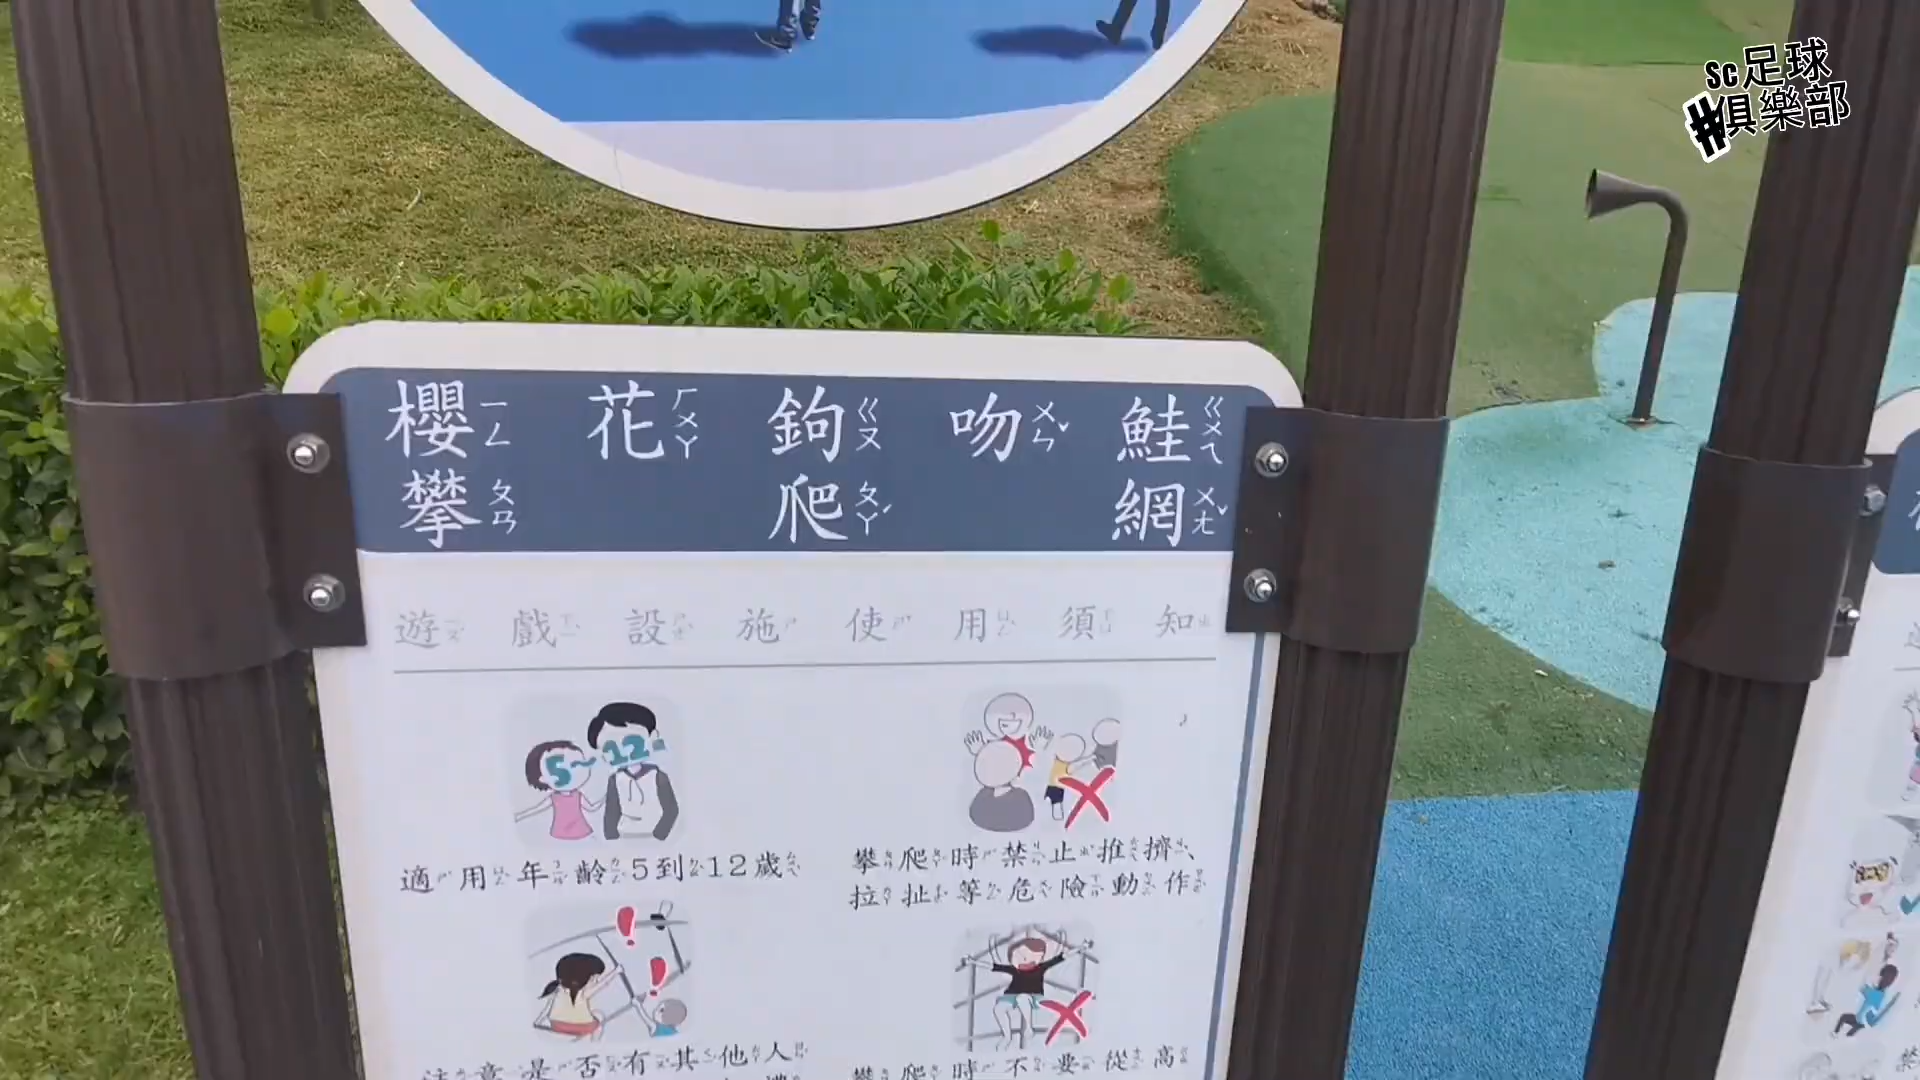 sc足球
#俱樂部
櫻花鉤吻鮭
攀爬網
遊戲設施使用須知
5~12
適用年齡5到12歲
攀爬時禁止推擠、
拉扯等危險動作
注意是否有其他人
攀爬時不要從高